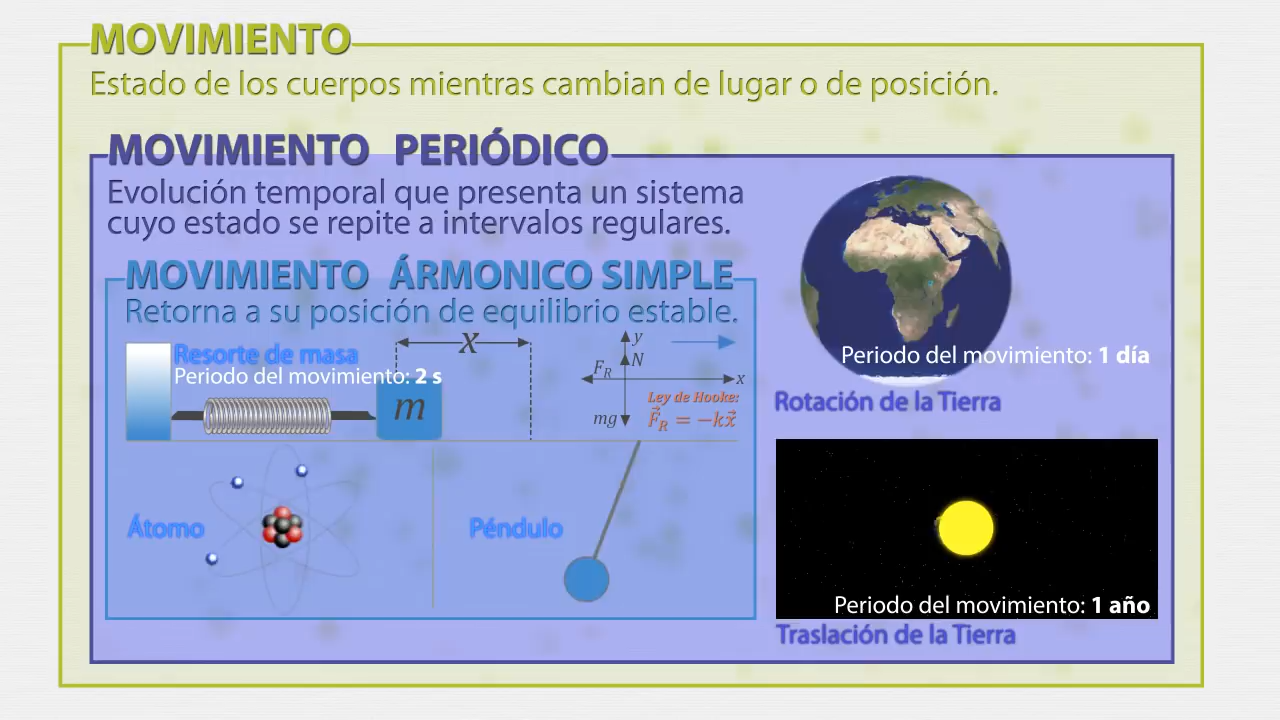 MOVIMIENTO
Estado de los cuerpos mientras cambian de lugar o de posición.
MOVIMIENTO PERIÓDICO
Evolución temporal que presenta un sistema
cuyo estado se repite a intervalos regulares.
MOVIMIENTO ÁRMONICO SIMPLE
Retorna a su posición de equilibrio estable.
Resorte de masa
Periodo del movimiento: 2 s
x
m
y
N
F_R
x
mg
Ley de Hooke:
F⃗_R = −kx⃗
Átomo
Péndulo
Periodo del movimiento: 1 día
Rotación de la Tierra
Periodo del movimiento: 1 año
Traslación de la Tierra